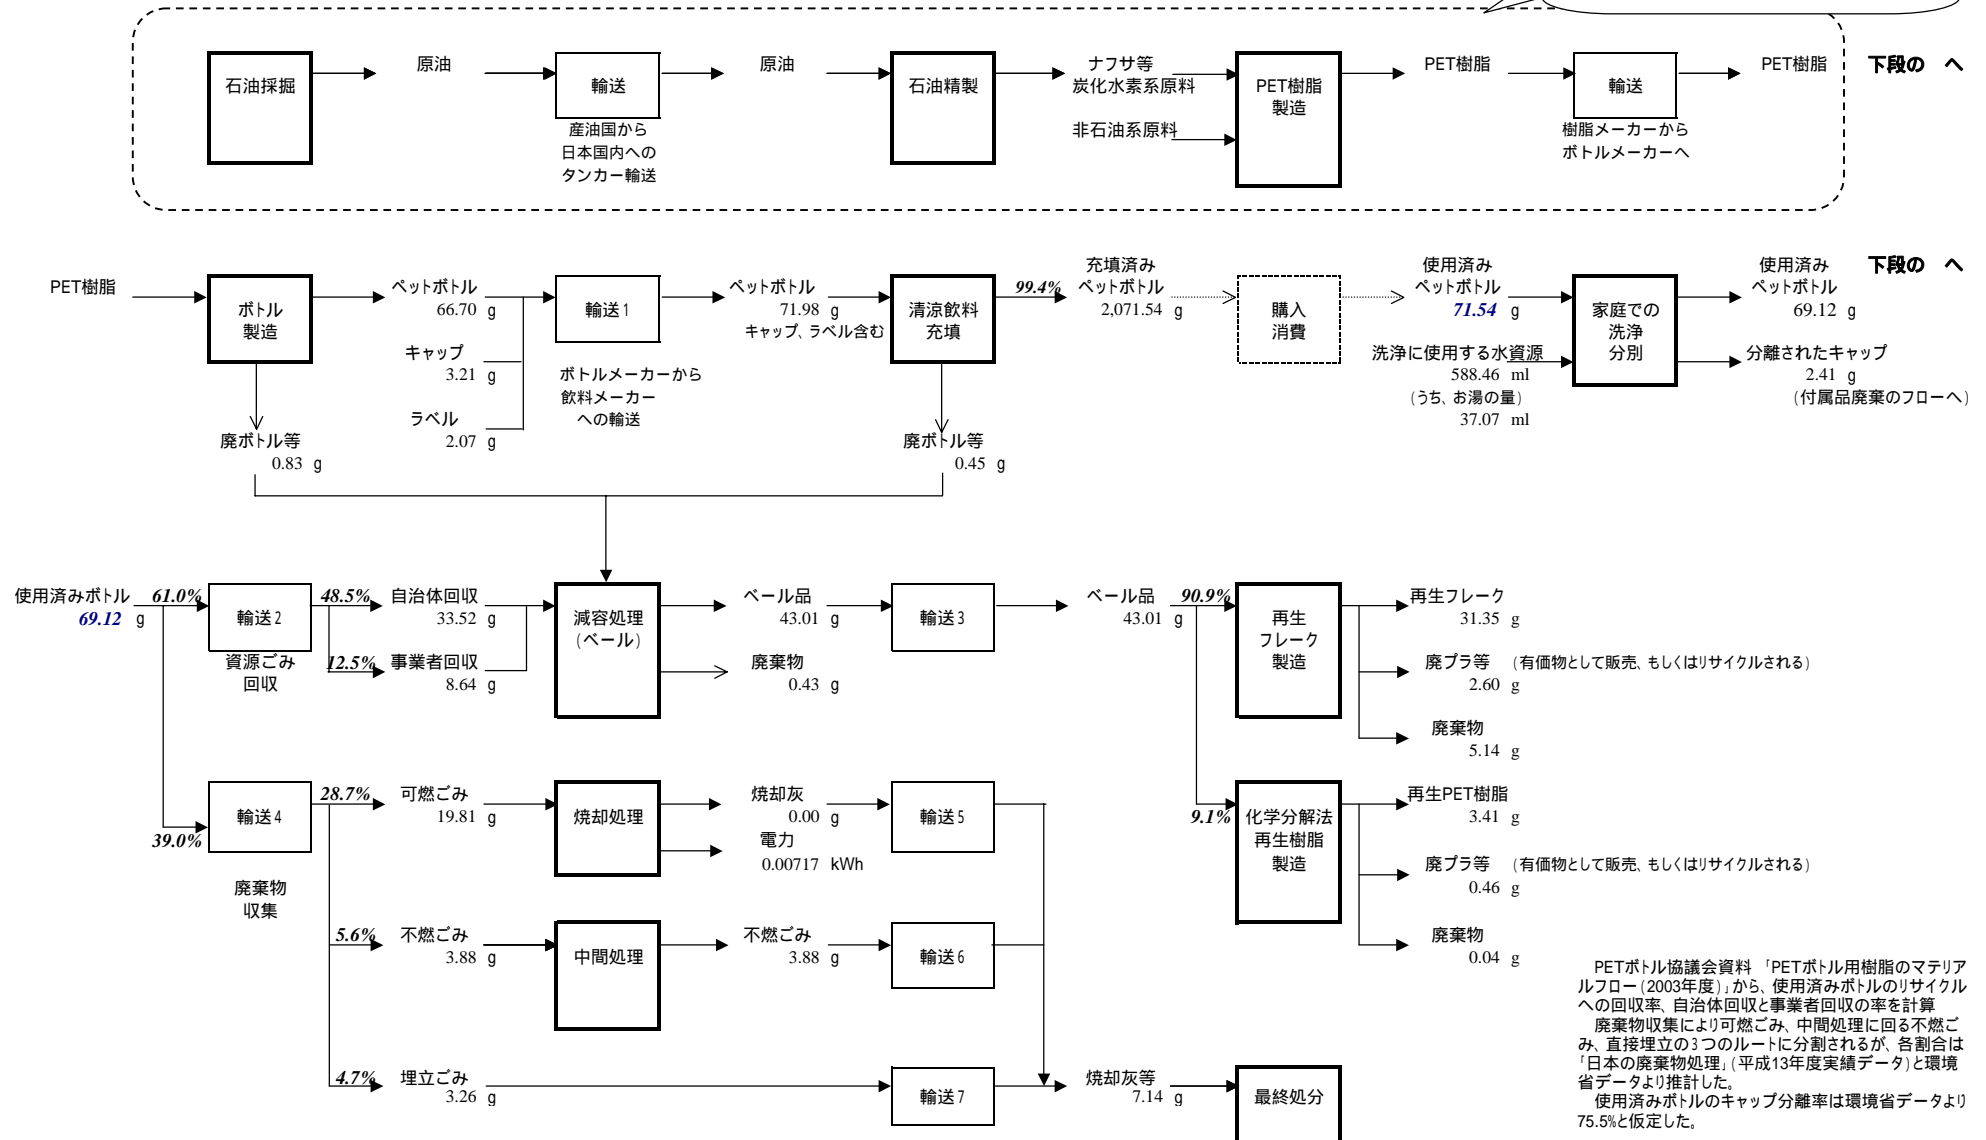 石油採掘
原油
輸送
産油国から
日本国内への
タンカー輸送
原油
石油精製
ナフサ等
炭化水素系原料
非石油系原料
PET樹脂
製造
PET樹脂
輸送
樹脂メーカーから
ボトルメーカーへ
PET樹脂
下段の へ
PET樹脂
ボトル
製造
廃ボトル等
0.83 g
ペットボトル
66.70 g
キャップ
3.21 g
ラベル
2.07 g
輸送1
ボトルメーカーから
飲料メーカー
への輸送
ペットボトル
71.98 g
キャップ、ラベル含む
清涼飲料
充填
廃ボトル等
0.45 g
99.4%
充填済み
ペットボトル
2,071.54 g
購入
消費
使用済み
ペットボトル
71.54 g
洗浄に使用する水資源
588.46 ml
(うち、お湯の量)
37.07 ml
家庭での
洗浄
分別
使用済み
ペットボトル
69.12 g
分離されたキャップ
2.41 g
(付属品廃棄のフローへ)
下段の へ
使用済みボトル
69.12 g
61.0%
輸送2
資源ごみ
回収
48.5%
自治体回収
33.52 g
12.5%
事業者回収
8.64 g
減容処理
(ベール)
ベール品
43.01 g
廃棄物
0.43 g
輸送3
ベール品
43.01 g
90.9%
再生
フレーク
製造
再生フレーク
31.35 g
廃プラ等 (有価物として販売、もしくはリサイクルされる)
2.60 g
廃棄物
5.14 g
39.0%
輸送4
廃棄物
収集
28.7%
可燃ごみ
19.81 g
焼却処理
焼却灰
0.00 g
電力
0.00717 kWh
輸送5
9.1%
化学分解法
再生樹脂
製造
再生PET樹脂
3.41 g
廃プラ等 (有価物として販売、もしくはリサイクルされる)
0.46 g
廃棄物
0.04 g
5.6%
不燃ごみ
3.88 g
中間処理
不燃ごみ
3.88 g
輸送6
4.7%
埋立ごみ
3.26 g
輸送7
焼却灰等
7.14 g
最終処分
PETボトル協議会資料 「PETボトル用樹脂のマテリア
ルフロー(2003年度)」から、使用済みボトルのリサイクル
への回収率、自治体回収と事業者回収の率を計算
廃棄物収集により可燃ごみ、中間処理に回る不燃ご
み、直接埋立の3つのルートに分割されるが、各割合は
「日本の廃棄物処理」(平成13年度実績データ)と環境
省データより推計した。
使用済みボトルのキャップ分離率は環境省データより
75.5%と仮定した。